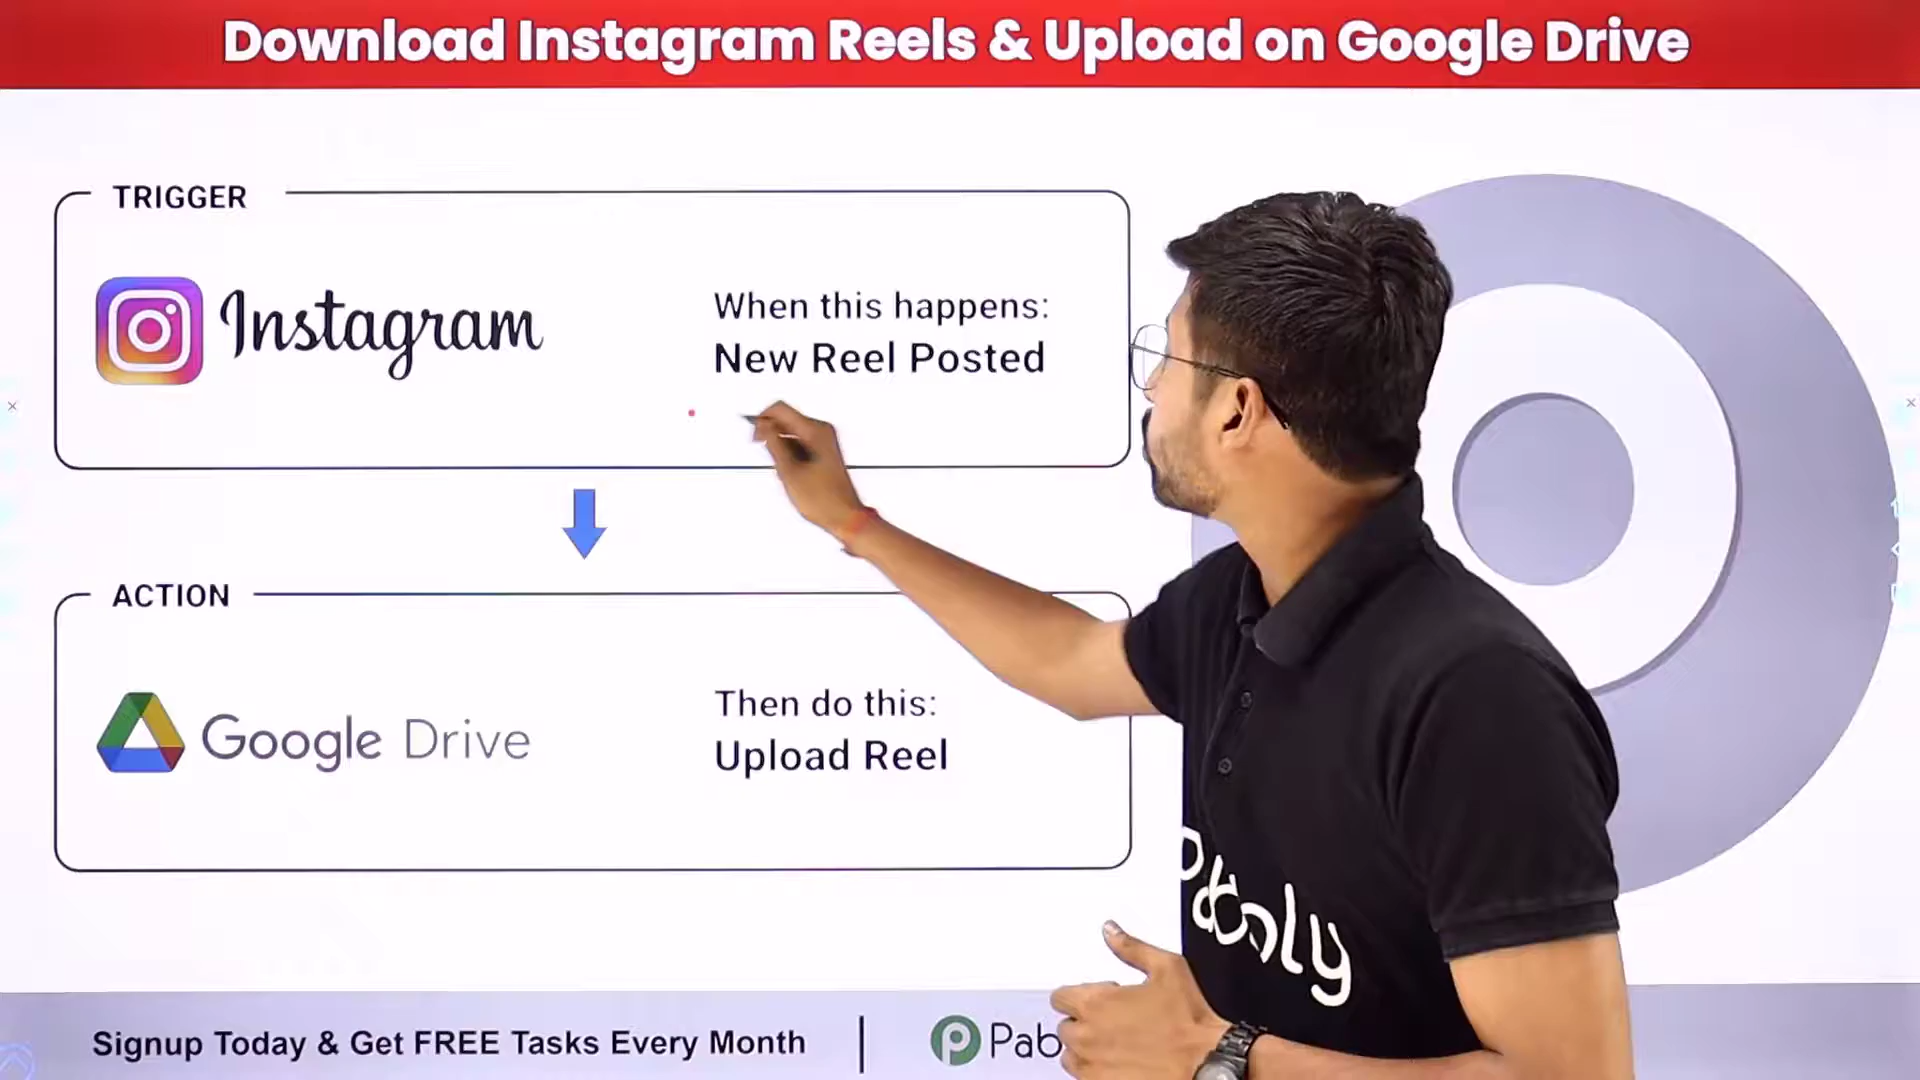 Download Instagram Reels & Upload on Google Drive
TRIGGER
Instagram
When this happens:
New Reel Posted
ACTION
Google Drive
Then do this:
Upload Reel
Pabbly
Signup Today & Get FREE Tasks Every Month
Pab